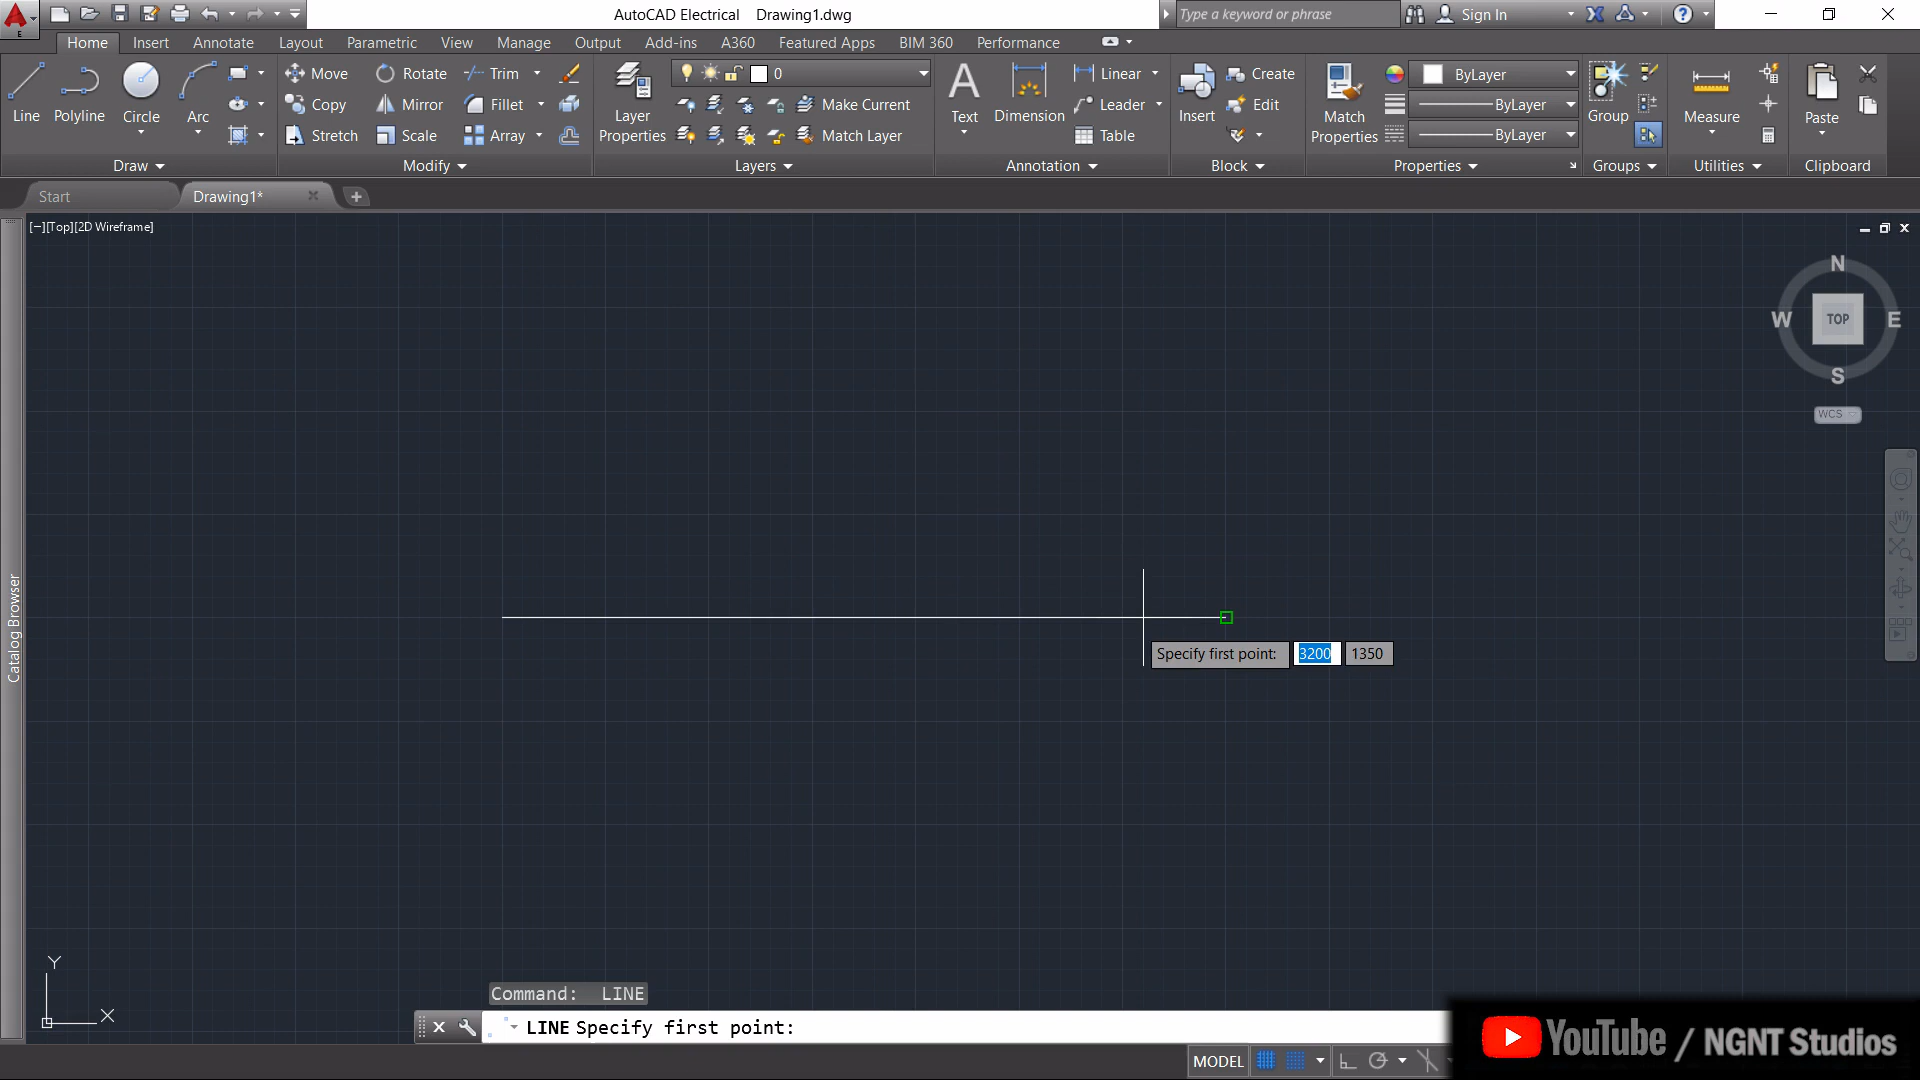 AutoCAD Electrical Drawing1.dwg
Type a keyword or phrase
Sign In
E
Home Insert Annotate Layout Parametric View Manage Output Add-ins A360 Featured Apps BIM 360 Performance
Line Polyline Circle Arc
Move Rotate Trim
Copy Mirror Fillet
Stretch Scale Array
Layer Properties
0
Make Current
Match Layer
Text Dimension
Linear
Leader
Table
Insert
Create
Edit
Match Properties
ByLayer
ByLayer
ByLayer
Group Measure Paste
Draw Modify Layers Annotation Block Properties Groups Utilities Clipboard
Start Drawing1*
[−][Top][2D Wireframe]
N
W TOP E
S
WCS
Catalog Browser
Specify first point: 3200 1350
Y
X
Command: LINE
LINE Specify first point:
MODEL
YouTube / NGNT Studios